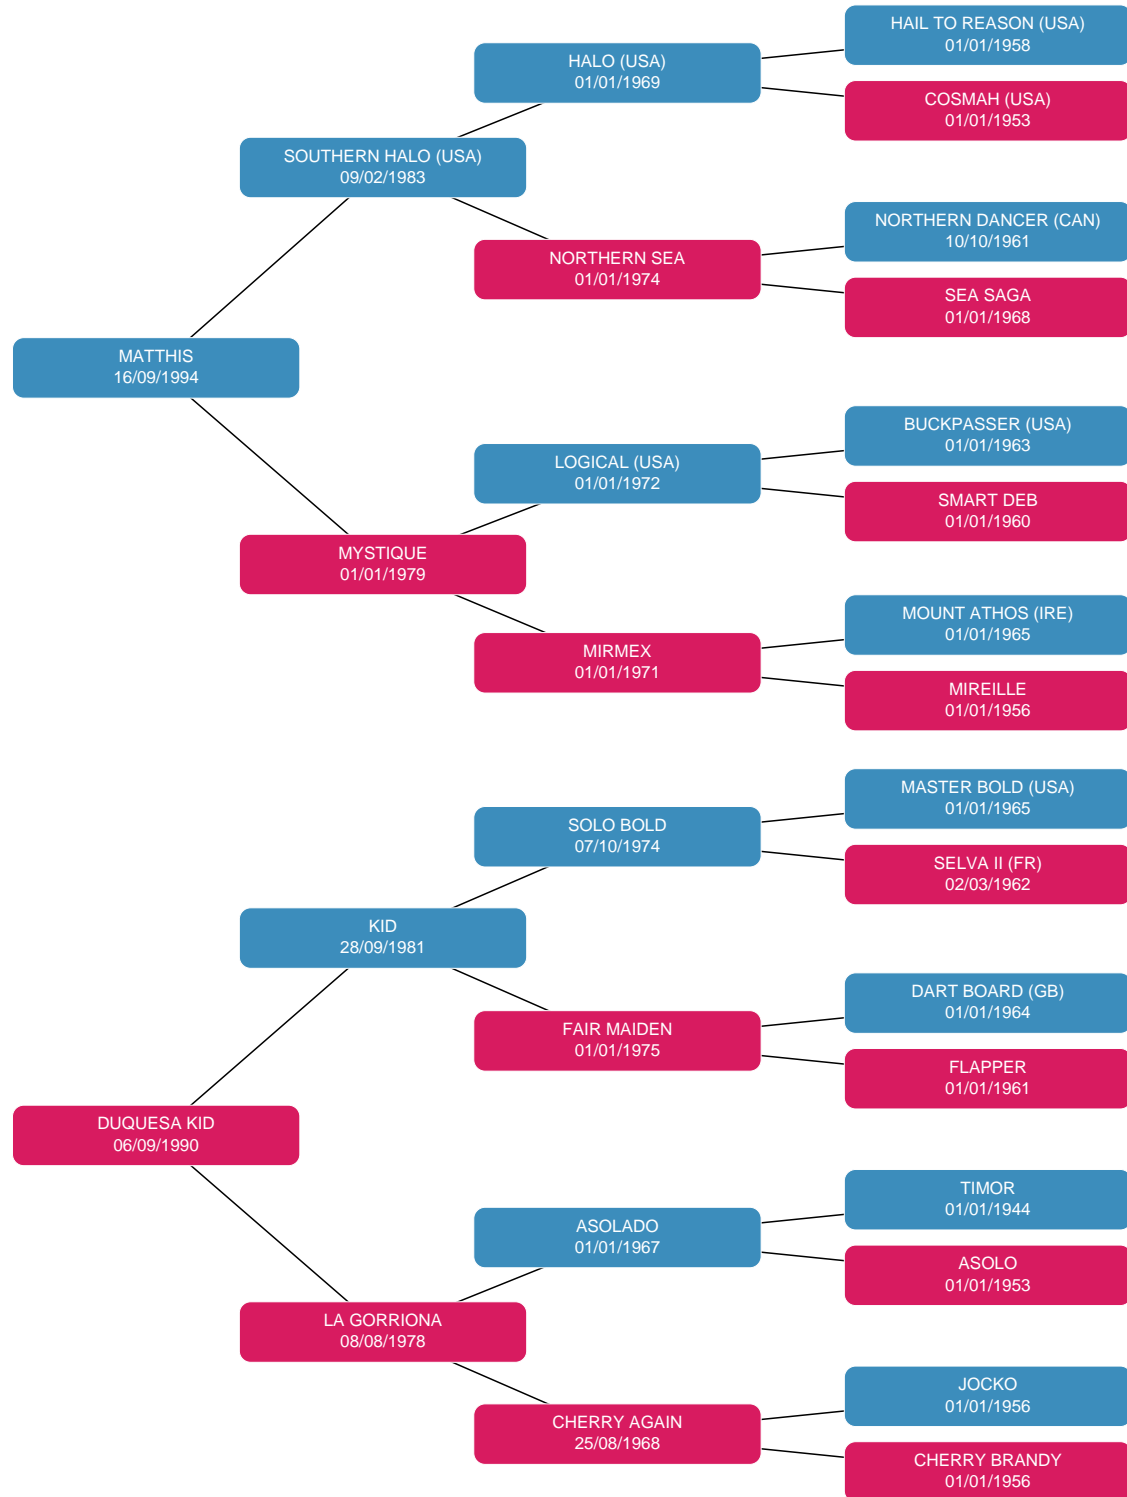 HAIL TO REASON (USA)
01/01/1958
HALO (USA)
01/01/1969
COSMAH (USA)
01/01/1953
SOUTHERN HALO (USA)
09/02/1983
NORTHERN DANCER (CAN)
10/10/1961
NORTHERN SEA
01/01/1974
SEA SAGA
01/01/1968
MATTHIS
16/09/1994
BUCKPASSER (USA)
01/01/1963
LOGICAL (USA)
01/01/1972
SMART DEB
01/01/1960
MYSTIQUE
01/01/1979
MOUNT ATHOS (IRE)
01/01/1965
MIRMEX
01/01/1971
MIREILLE
01/01/1956
MASTER BOLD (USA)
01/01/1965
SOLO BOLD
07/10/1974
SELVA II (FR)
02/03/1962
KID
28/09/1981
DART BOARD (GB)
01/01/1964
FAIR MAIDEN
01/01/1975
FLAPPER
01/01/1961
DUQUESA KID
06/09/1990
TIMOR
01/01/1944
ASOLADO
01/01/1967
ASOLO
01/01/1953
LA GORRIONA
08/08/1978
JOCKO
01/01/1956
CHERRY AGAIN
25/08/1968
CHERRY BRANDY
01/01/1956